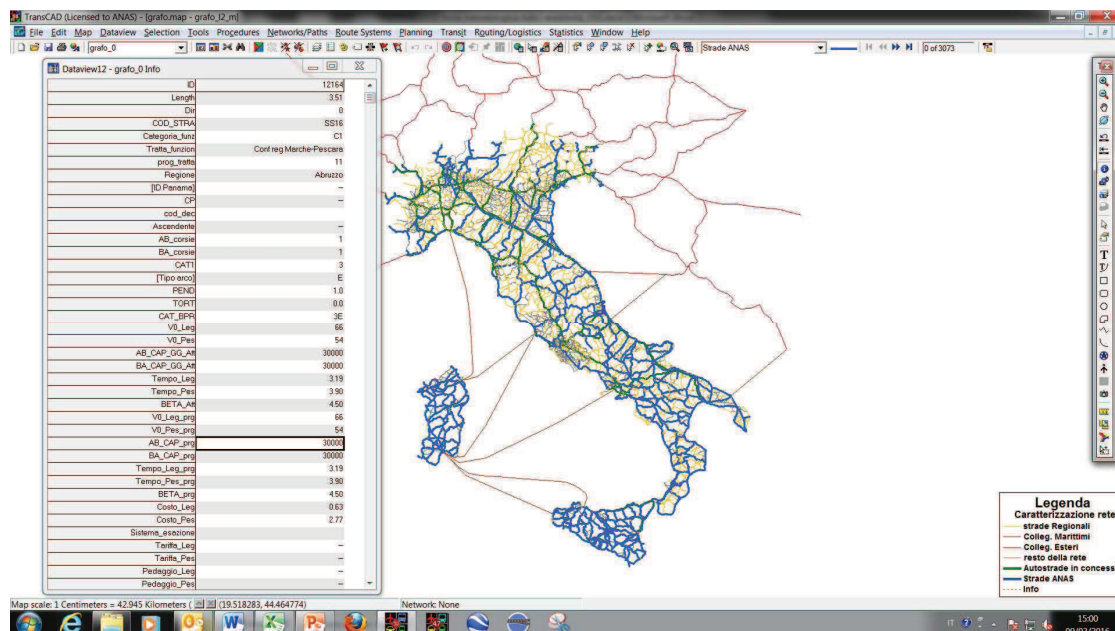 TransCAD (Licensed to ANAS) - [grafo.map - grafo_l2_m]
File Edit Map Dataview Selection Tools Procedures Networks/Paths Route Systems Planning Transit Routing/Logistics Statistics Window Help
grafo_0 Strade ANAS 0 of 3073
Dataview12 - grafo_0 Info
ID 12164
Length 3.51
Dir 0
COD_STRA SS16
Categoria_funz C1
Tratta_funzion Conf reg Marche-Pescara
prog_tratta 11
Regione Abruzzo
[ID Panama] --
CP --
cod_dec
Ascendente --
AB_corsie 1
BA_corsie 1
CAT1 3
[Tipo arco] E
PEND 1.0
TORT 0.0
CAT_BPR 3E
V0_Leg 66
V0_Pes 54
AB_CAP_GG_Att 30000
BA_CAP_GG_Att 30000
Tempo_Leg 3.19
Tempo_Pes 3.90
BETA_Att 4.50
V0_Leg_prg 66
V0_Pes_prg 54
AB_CAP_prg 30000
BA_CAP_prg 30000
Tempo_Leg_prg 3.19
Tempo_Pes_prg 3.90
BETA_prg 4.50
Costo_Leg 0.63
Costo_Pes 2.77
Sistema_esazione
Tariffa_Leg --
Tariffa_Pes --
Pedaggio_Leg --
Pedaggio_Pes --
Legenda
Caratterizzazione rete
strade Regionali
Colleg. Marittimi
Colleg. Esteri
resto della rete
Autostrade in concess
Strade ANAS
Info
Map scale: 1 Centimeters = 42.945 Kilometers ( (19.518283, 44.464774) Network: None
IT 15:00